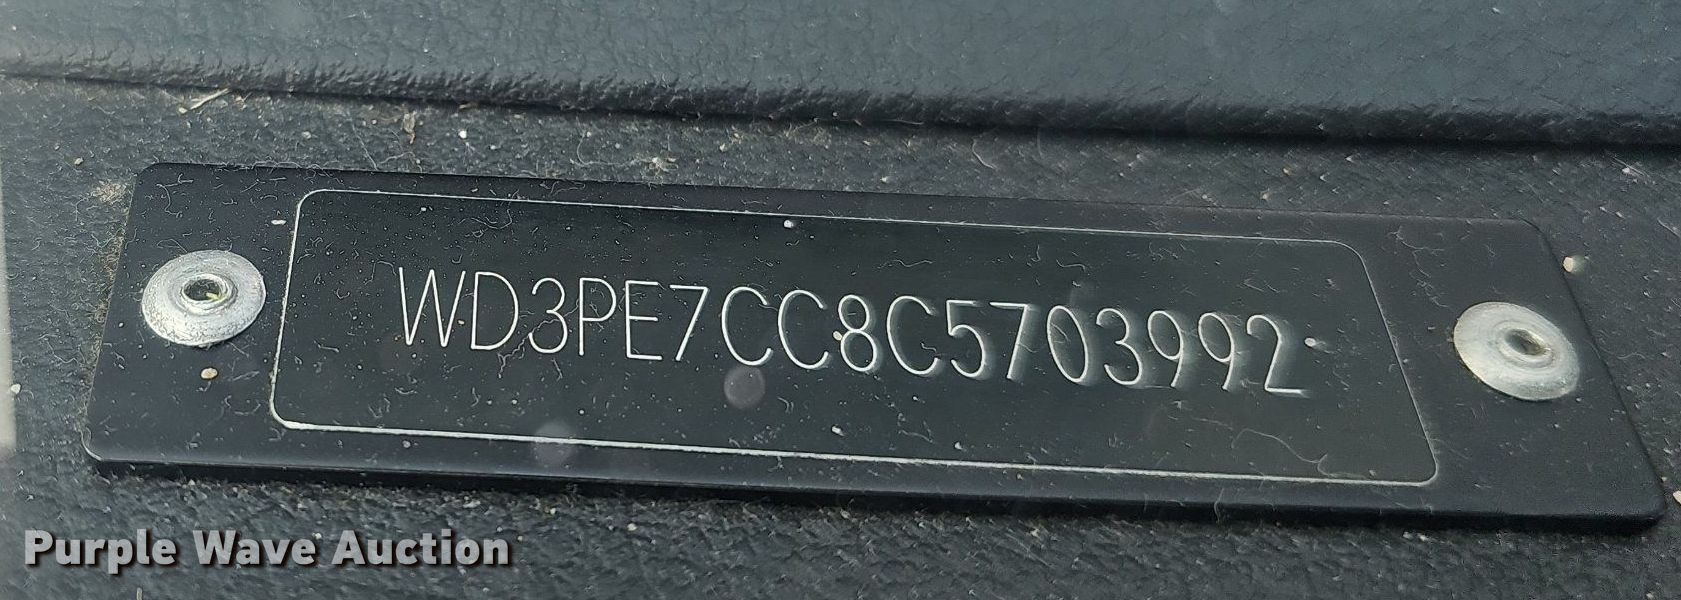 WD3PE7CC8C5703992
Purple Wave Auction